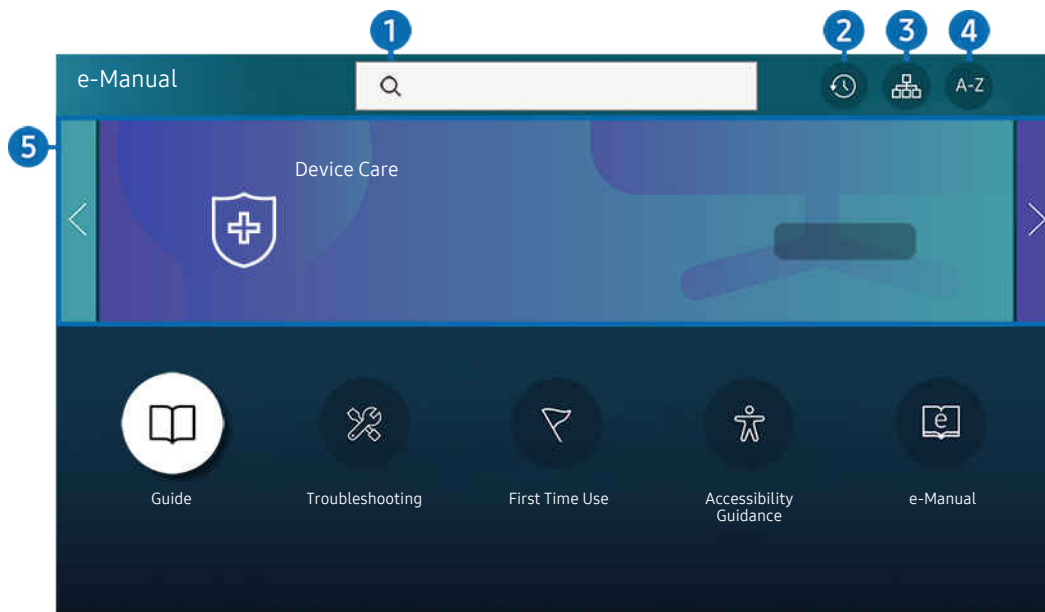 1
2
3
4
e-Manual
A-Z
5
Device Care
Guide
Troubleshooting
First Time Use
Accessibility
Guidance
e
e-Manual